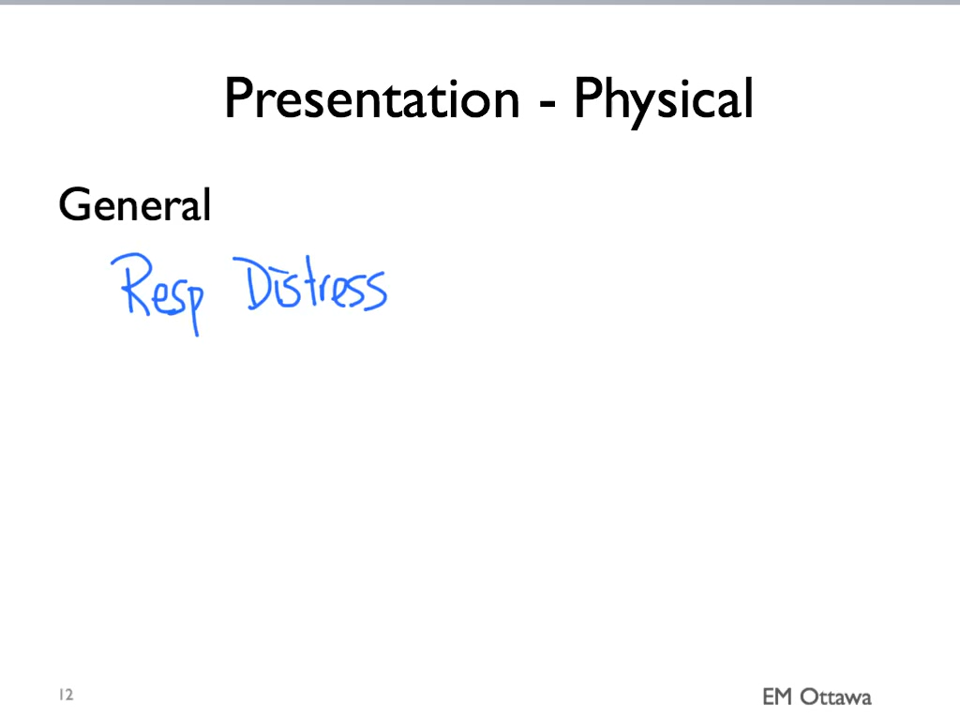 Presentation - Physical
General
Resp Distress
12
EM Ottawa